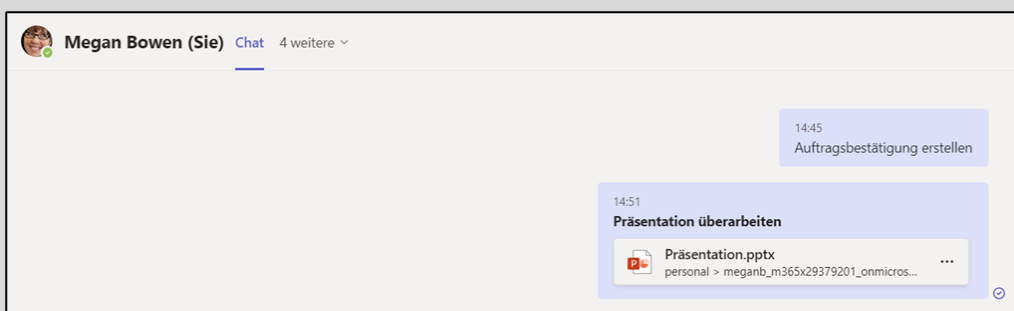 Megan Bowen (Sie) Chat 4 weitere
14:45
Auftragsbestätigung erstellen
14:51
Präsentation überarbeiten
Präsentation.pptx
personal > meganb_m365x29379201_onmicros...